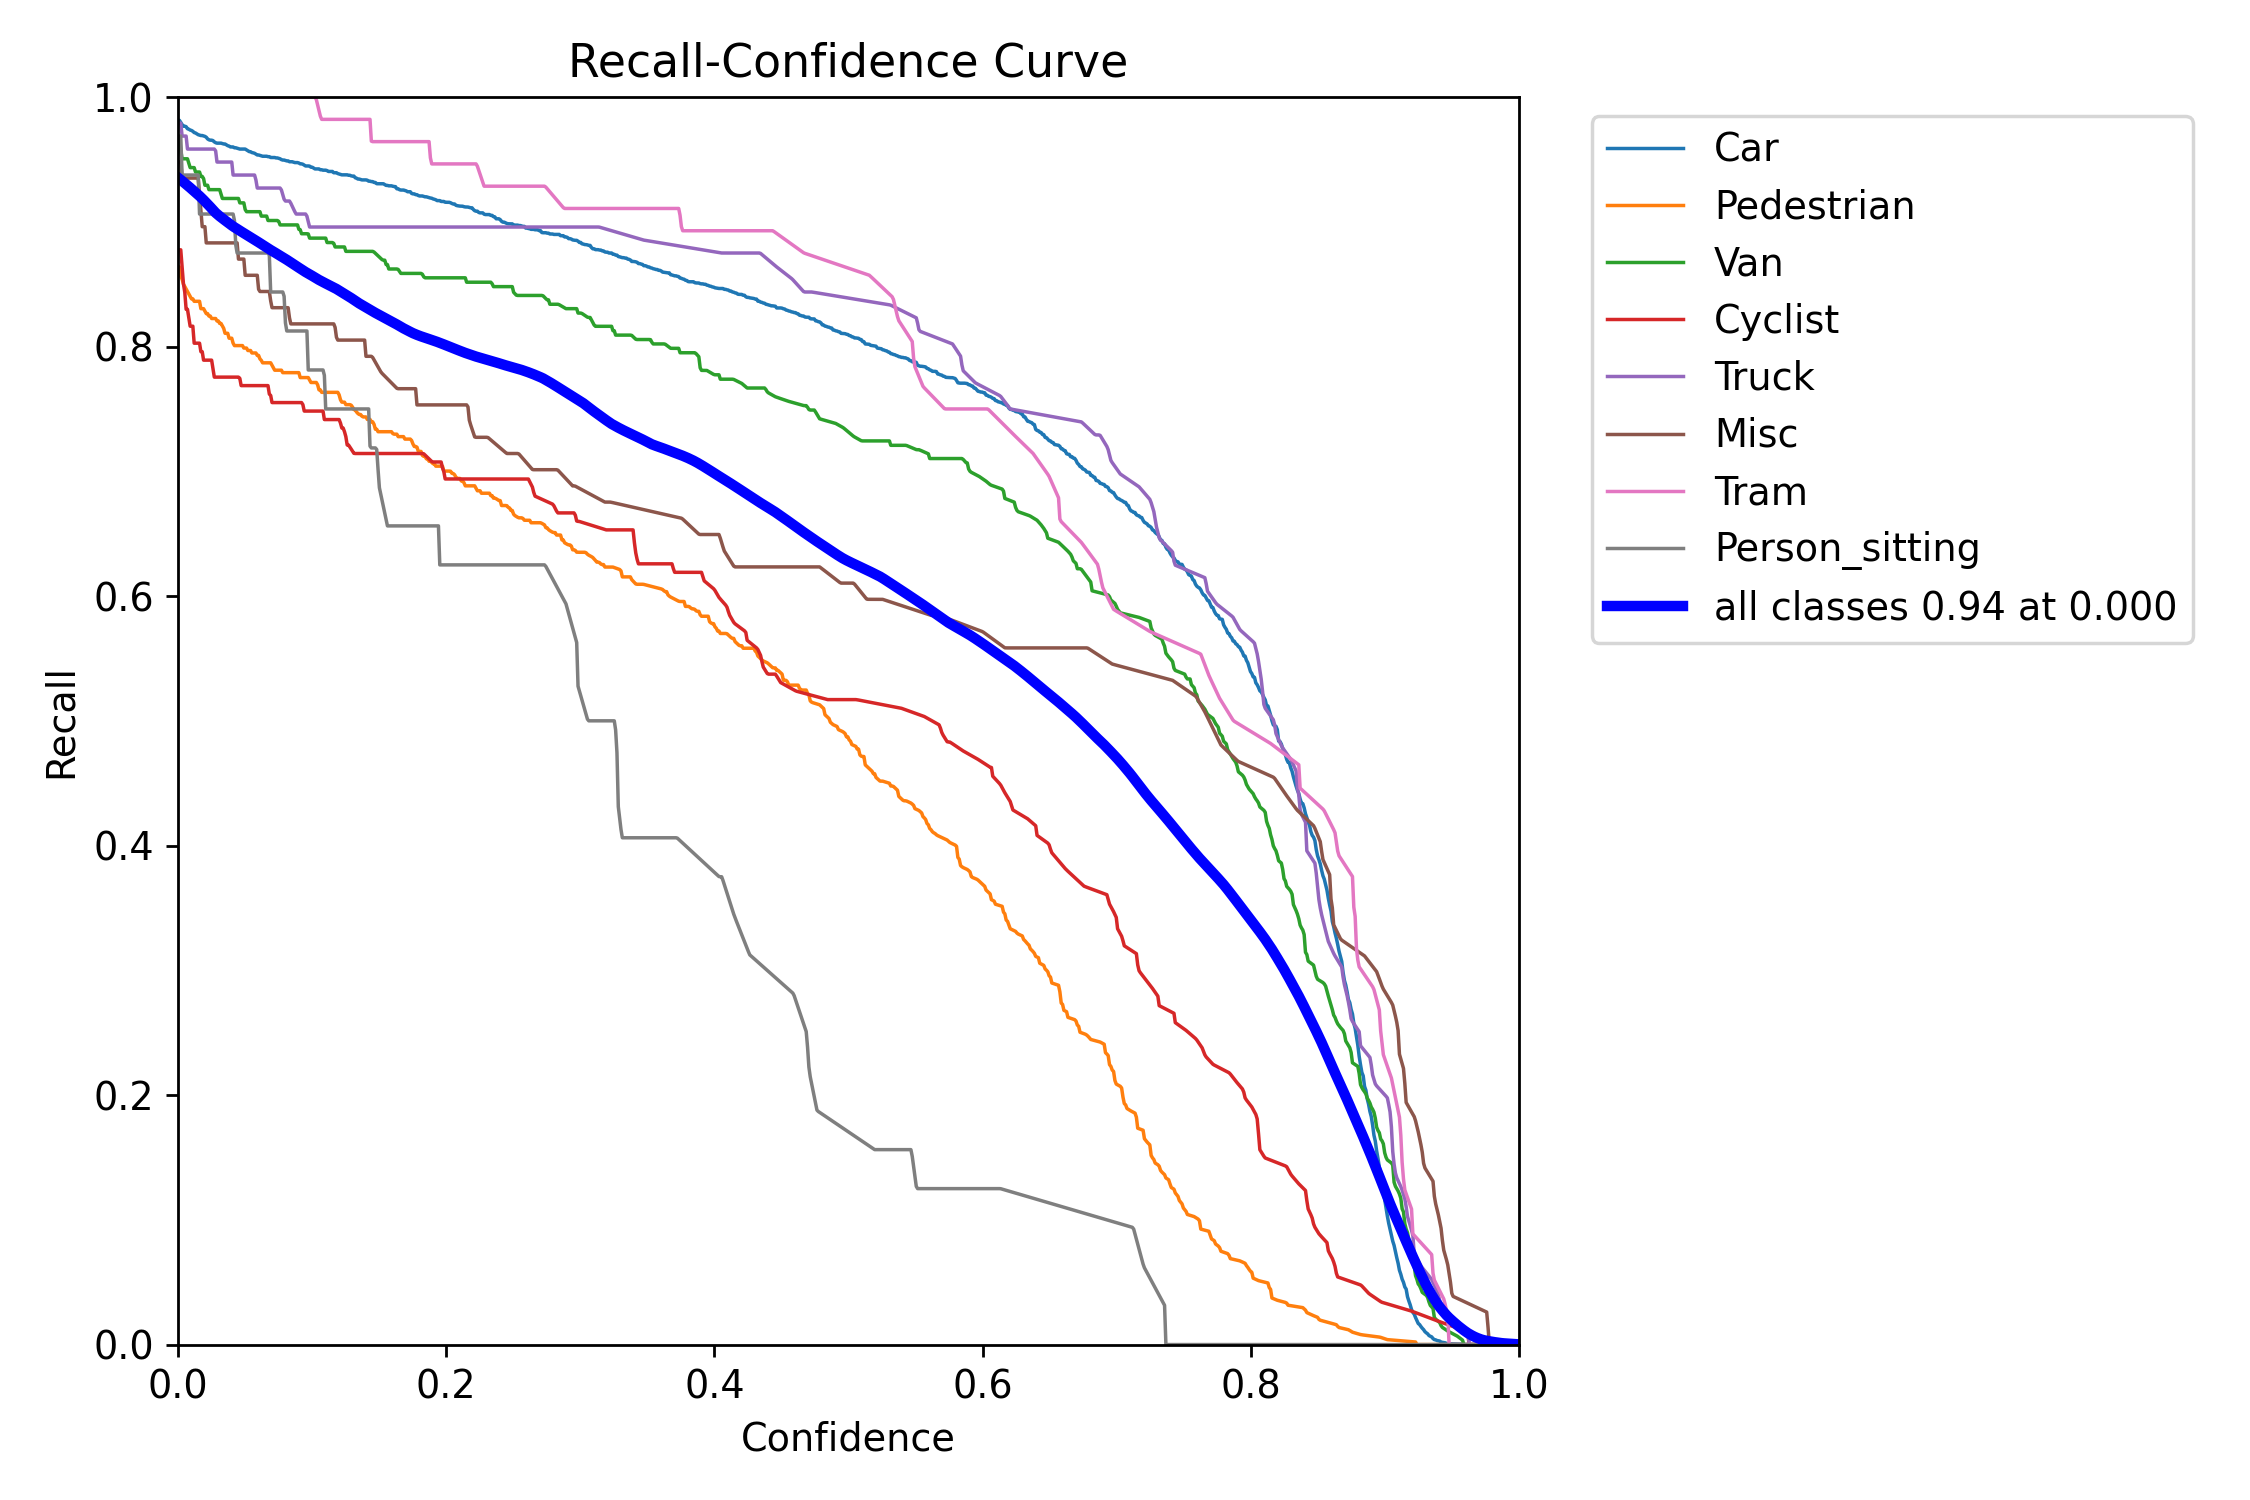 Recall-Confidence Curve
1.0
0.8
0.6
0.4
0.2
0.0
Recall
0.0 0.2 0.4 0.6 0.8 1.0
Confidence
Car
Pedestrian
Van
Cyclist
Truck
Misc
Tram
Person_sitting
all classes 0.94 at 0.000